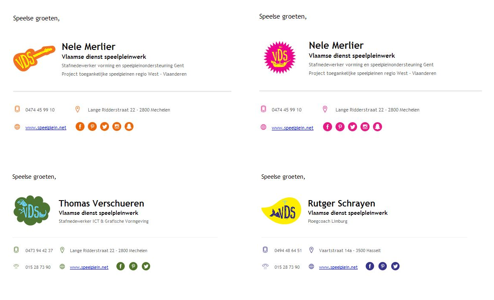 Speelse groeten,
VDS
Nele Merlier
Vlaamse dienst speelpleinwerk
Stafmedewerker vorming en speelpleinondersteuning Gent
Project toegankelijke speelpleinen regio West - Vlaanderen
0474 45 99 10
Lange Ridderstraat 22 - 2800 Mechelen
www.speelplein.net
Speelse groeten,
VDS
Nele Merlier
Vlaamse dienst speelpleinwerk
Stafmedewerker vorming en speelpleinondersteuning Gent
Project toegankelijke speelpleinen regio West - Vlaanderen
0474 45 99 10
Lange Ridderstraat 22 - 2800 Mechelen
www.speelplein.net
Speelse groeten,
VDS
Thomas Verschueren
Vlaamse dienst speelpleinwerk
Stafmedewerker ICT & Grafische Vormgeving
0473 94 62 37
Lange Ridderstraat 22 - 2800 Mechelen
015 28 73 90
www.speelplein.net
Speelse groeten,
VDS
Rutger Schrayen
Vlaamse dienst speelpleinwerk
Ploegcoach Limburg
0496 68 64 51
Vaartstraat 14a - 3500 Hasselt
015 28 73 90
www.speelplein.net